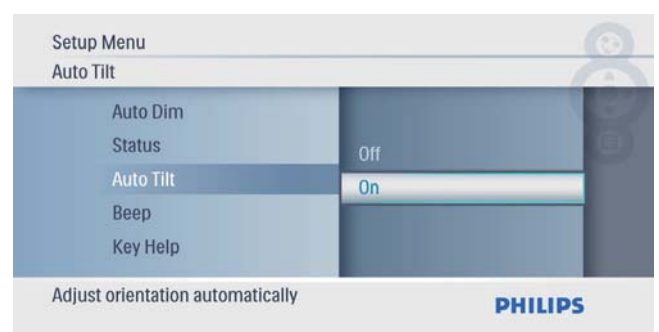 Setup Menu
Auto Tilt
Auto Dim
Status
Auto Tilt
Beep
Key Help
Off
On
Adjust orientation automatically
PHILIPS